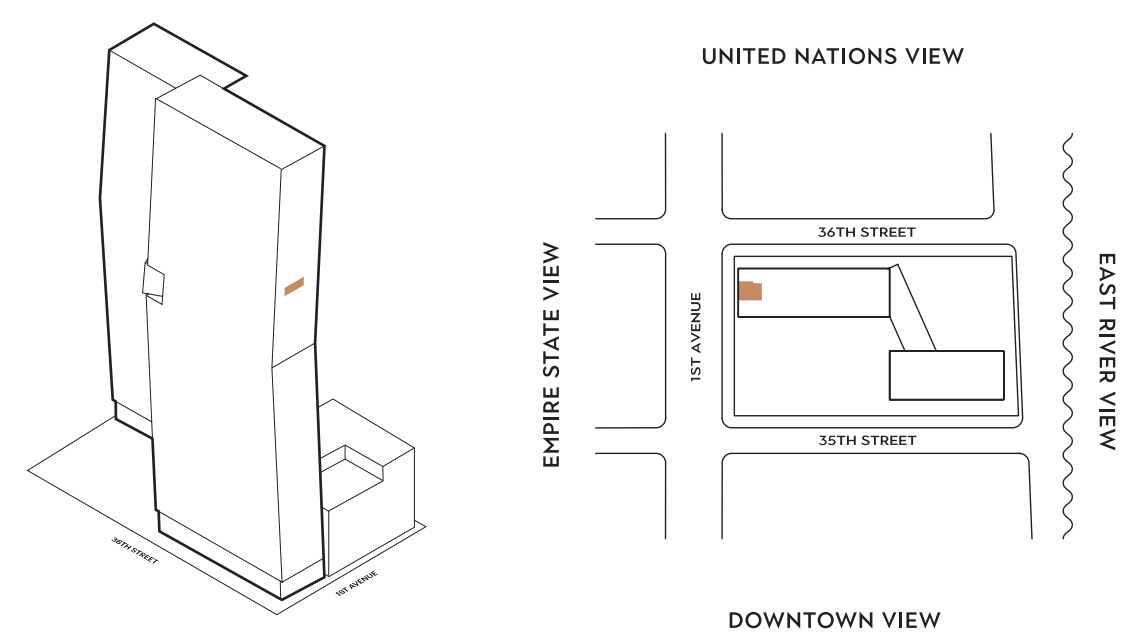 UNITED NATIONS VIEW
36TH STREET
EMPIRE STATE VIEW
1ST AVENUE
EAST RIVER VIEW
35TH STREET
36TH STREET
1ST AVENUE
DOWNTOWN VIEW